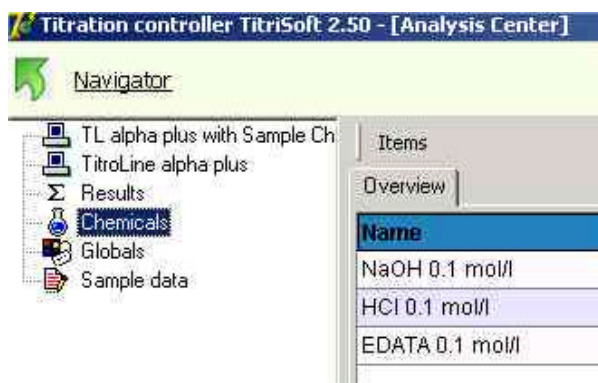 Titration controller TitriSoft 2.50 - [Analysis Center]
Navigator
TL alpha plus with Sample Ch
TitroLine alpha plus
Σ Results
Chemicals
Globals
Sample data
Items
Overview
Name
NaOH 0.1 mol/l
HCl 0.1 mol/l
EDATA 0.1 mol/l